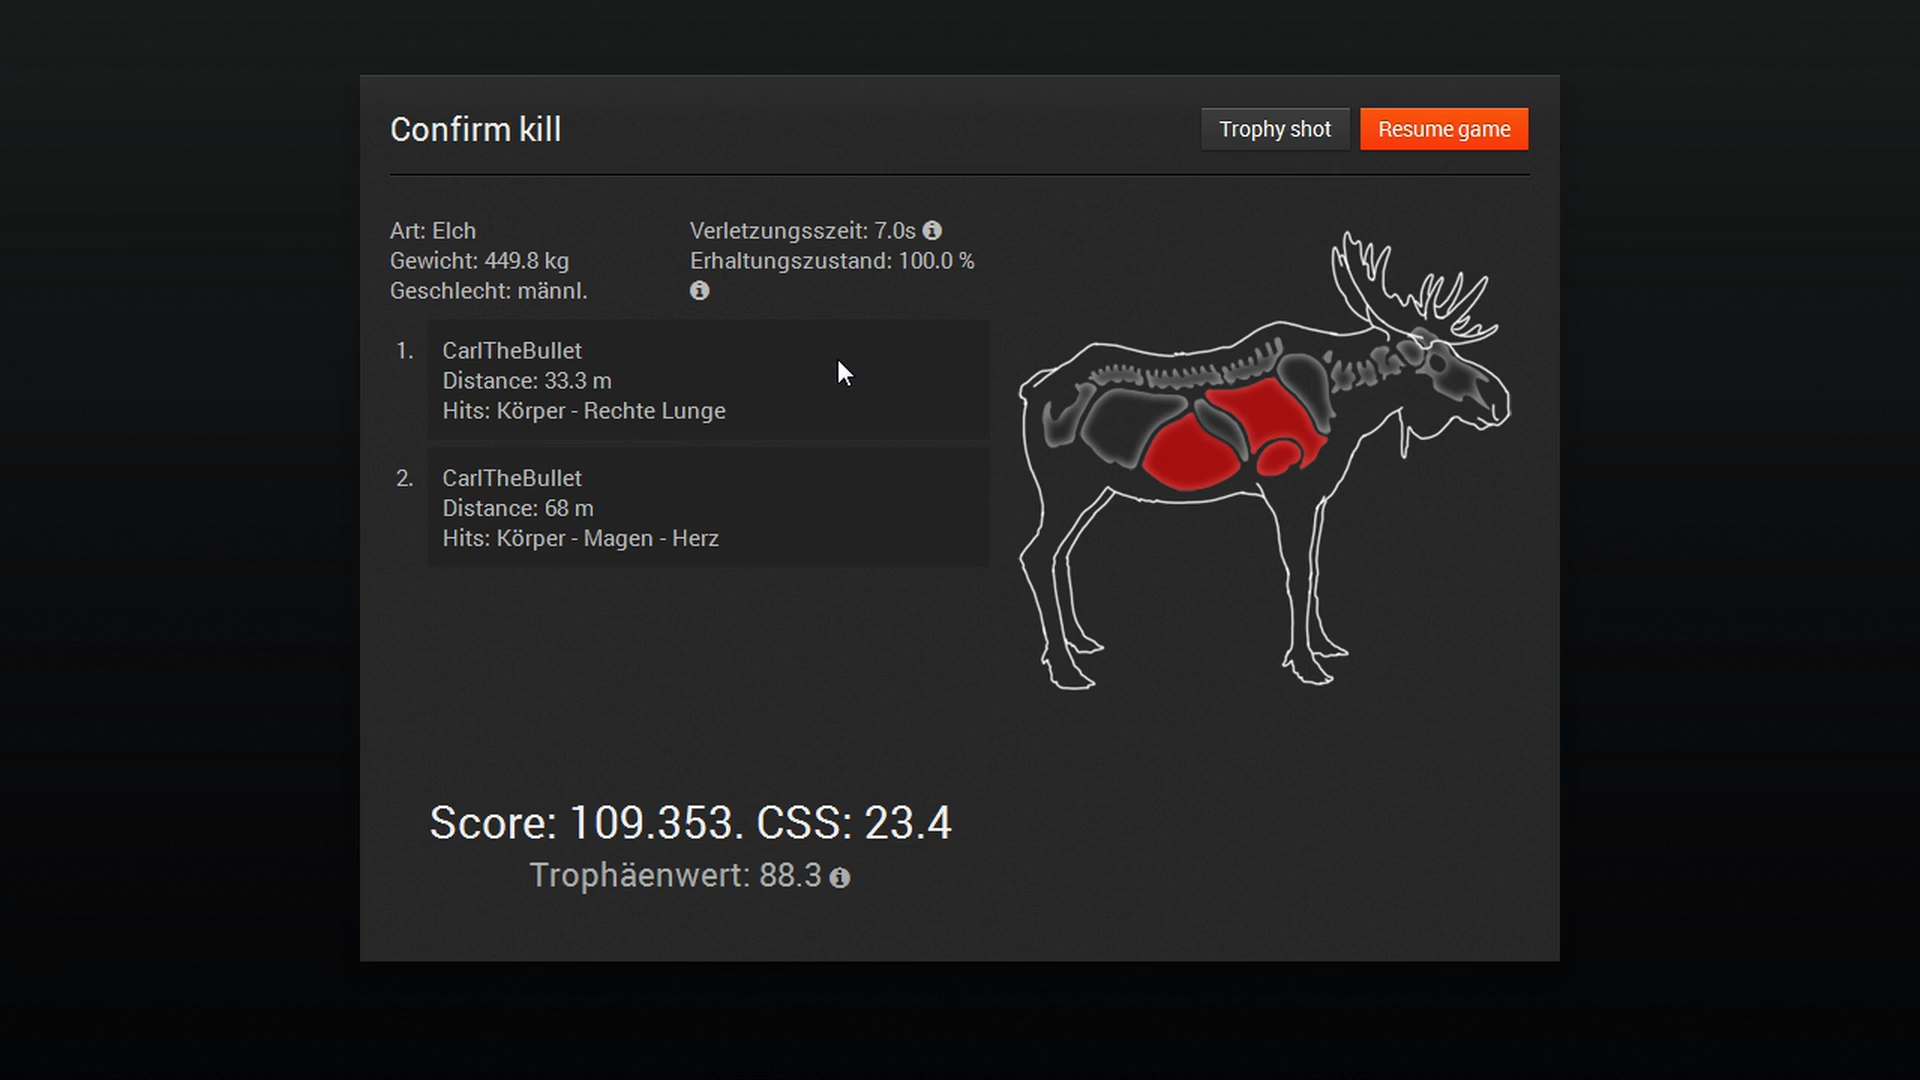 Confirm kill
Trophy shot
Resume game
Art: Elch
Gewicht: 449.8 kg
Geschlecht: männl.
Verletzungsszeit: 7.0s
Erhaltungszustand: 100.0 %
1.
CarlTheBullet
Distance: 33.3 m
Hits: Körper - Rechte Lunge
2.
CarlTheBullet
Distance: 68 m
Hits: Körper - Magen - Herz
Score: 109.353. CSS: 23.4
Trophäenwert: 88.3